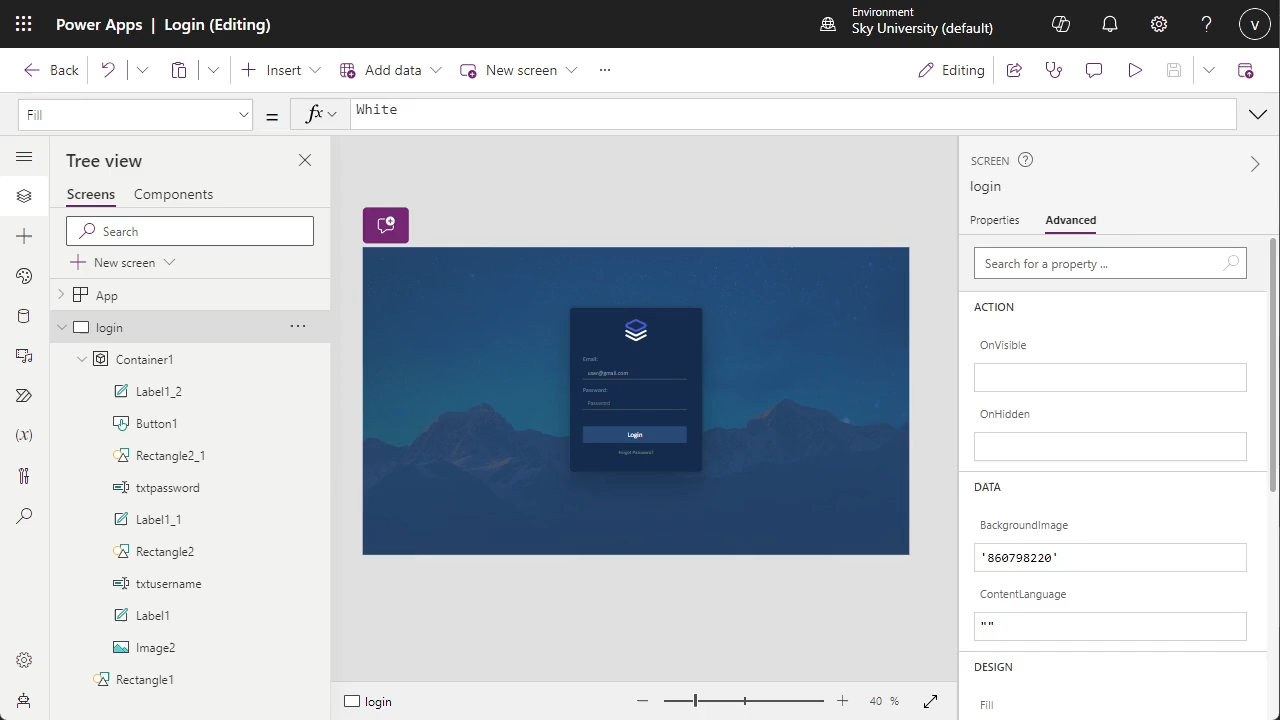 Power Apps | Login (Editing)
Environment
Sky University (default)
V
Back
Insert
Add data
New screen
Editing
Fill
=
fx
White
Tree view
Screens
Components
Search
New screen
App
login
Container1
Label1_2
Button1
Rectangle2_1
txtpassword
Label1_1
Rectangle2
txtusername
Label1
Image2
Rectangle1
Email:
user@gmail.com
Password:
Password
Login
Forgot Password?
login
40 %
SCREEN
login
Properties
Advanced
Search for a property ...
ACTION
OnVisible
OnHidden
DATA
BackgroundImage
'860798220'
ContentLanguage
""
DESIGN
Fill